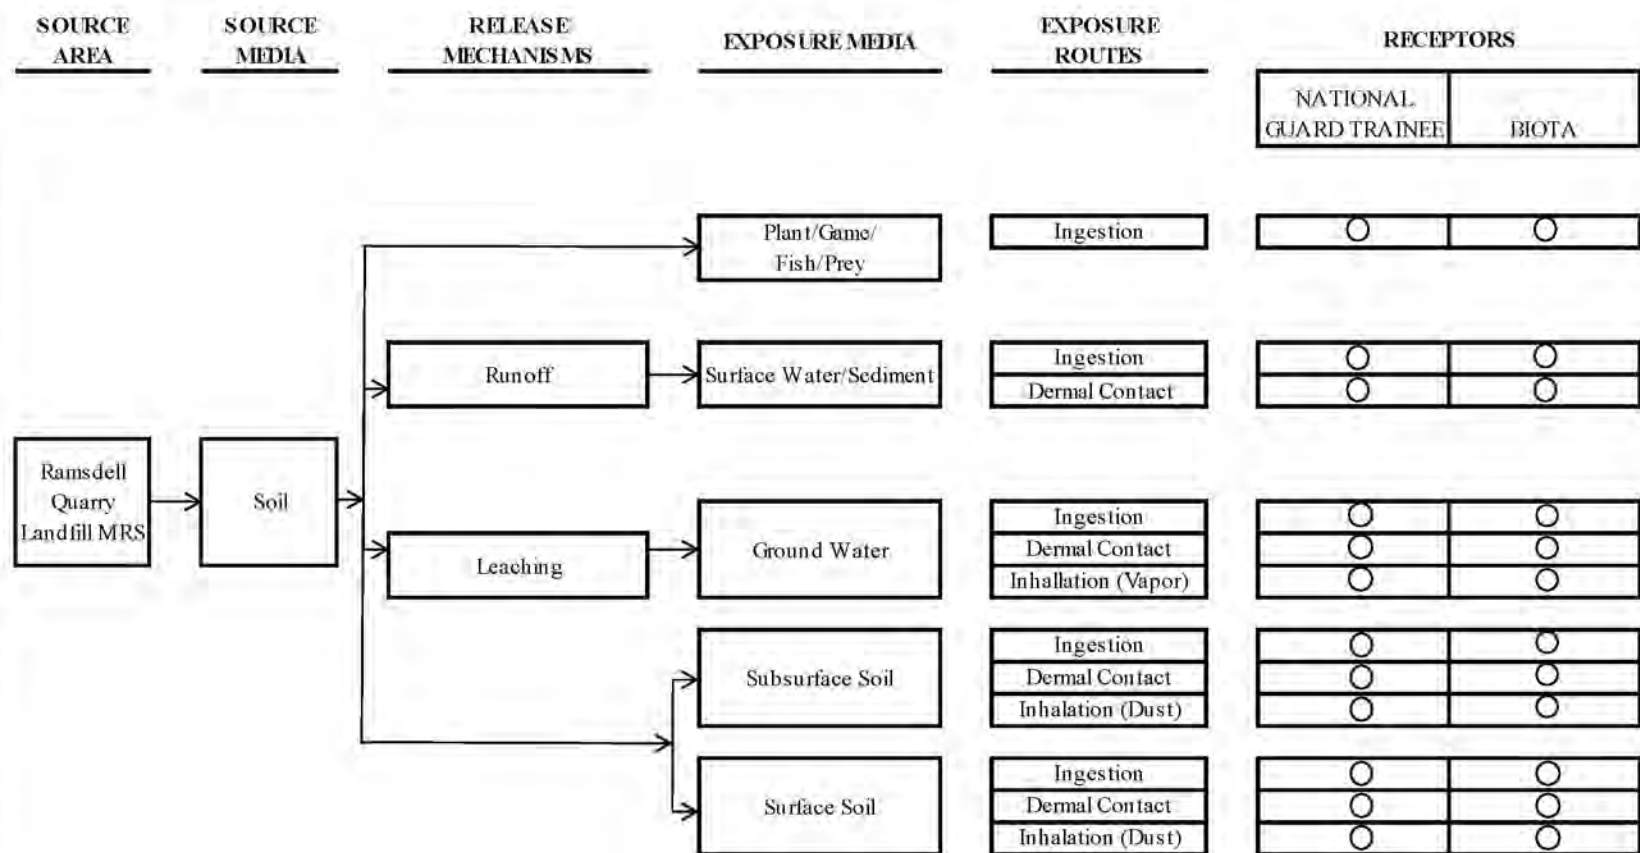 SOURCE
AREA
SOURCE
MEDIA
RELEASE
MECHANISMS
EXPOSURE MEDIA
EXPOSURE
ROUTES
RECEPTORS
NATIONAL
GUARD TRAINEE
BIOTA
Plant/Game/
Fish/Prey
Ingestion
Runoff
Surface Water/Sediment
Ingestion
Dermal Contact
Ramsdell
Quarry
Landfill MRS
Soil
Leaching
Ground Water
Ingestion
Dermal Contact
Inhallation (Vapor)
Subsurface Soil
Ingestion
Dermal Contact
Inhalation (Dust)
Surface Soil
Ingestion
Dermal Contact
Inhalation (Dust)